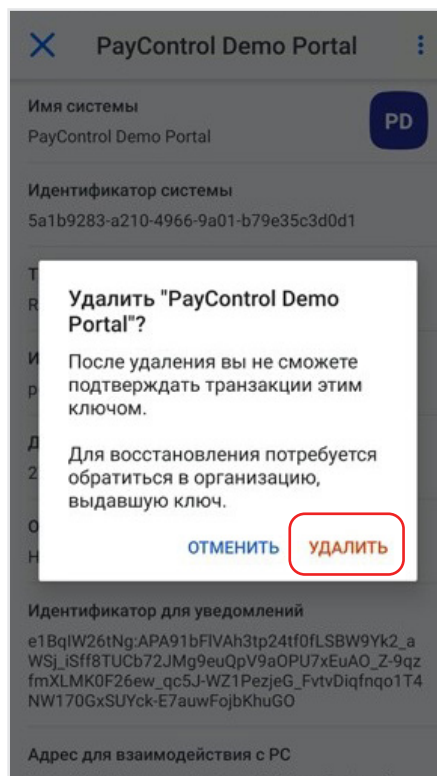 PayControl Demo Portal
Имя системы
PD
PayControl Demo Portal
Идентификатор системы
5a1b9283-a210-4966-9a01-b79e35c3d0d1
Удалить "PayControl Demo
Portal"?
После удаления вы не сможете
подтверждать транзакции этим
ключом.
Для восстановления потребуется
обратиться в организацию,
выдавшую ключ.
ОТМЕНИТЬ УДАЛИТЬ
Идентификатор для уведомлений
e1BqIW26tNg:APA91bFIVAh3tp24tf0fLSBW9Yk2_a
WSj_iSff8TUCb72JMg9euQpV9aOPU7xEuAO_Z-9qz
fmXLMK0F26ew_qc5J-WZ1PezjeG_FvtvDiqfnqo1T4
NW170GxSUYck-E7auwFojbKhuGO
Адрес для взаимодействия с PC